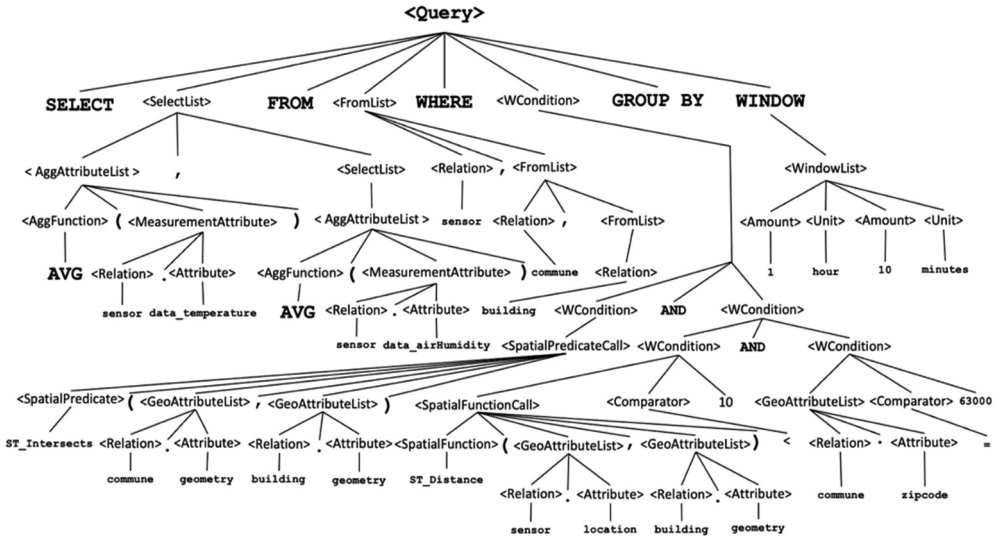 <Query>
SELECT <SelectList> FROM <FromList> WHERE <WCondition> GROUP BY WINDOW
< AggAttributeList > , <SelectList> <Relation> , <FromList> <WindowList>
<AggFunction> ( <MeasurementAttribute> ) < AggAttributeList > sensor <Relation> , <FromList> <Amount> <Unit> <Amount> <Unit>
AVG <Relation> . <Attribute> <AggFunction> ( <MeasurementAttribute> ) commune <Relation> 1 hour 10 minutes
sensor data_temperature AVG <Relation> . <Attribute> building <WCondition> AND <WCondition>
sensor data_airHumidity <SpatialPredicateCall> <WCondition> AND <WCondition>
<SpatialPredicate> ( <GeoAttributeList> , <GeoAttributeList> ) <SpatialFunctionCall> <Comparator> 10 <GeoAttributeList> <Comparator> 63000
ST_Intersects <Relation> . <Attribute> <Relation> . <Attribute> <SpatialFunction> ( <GeoAttributeList> , <GeoAttributeList> ) < <Relation> . <Attribute> =
commune geometry building geometry ST_Distance <Relation> . <Attribute> <Relation> . <Attribute> commune zipcode
sensor location building geometry